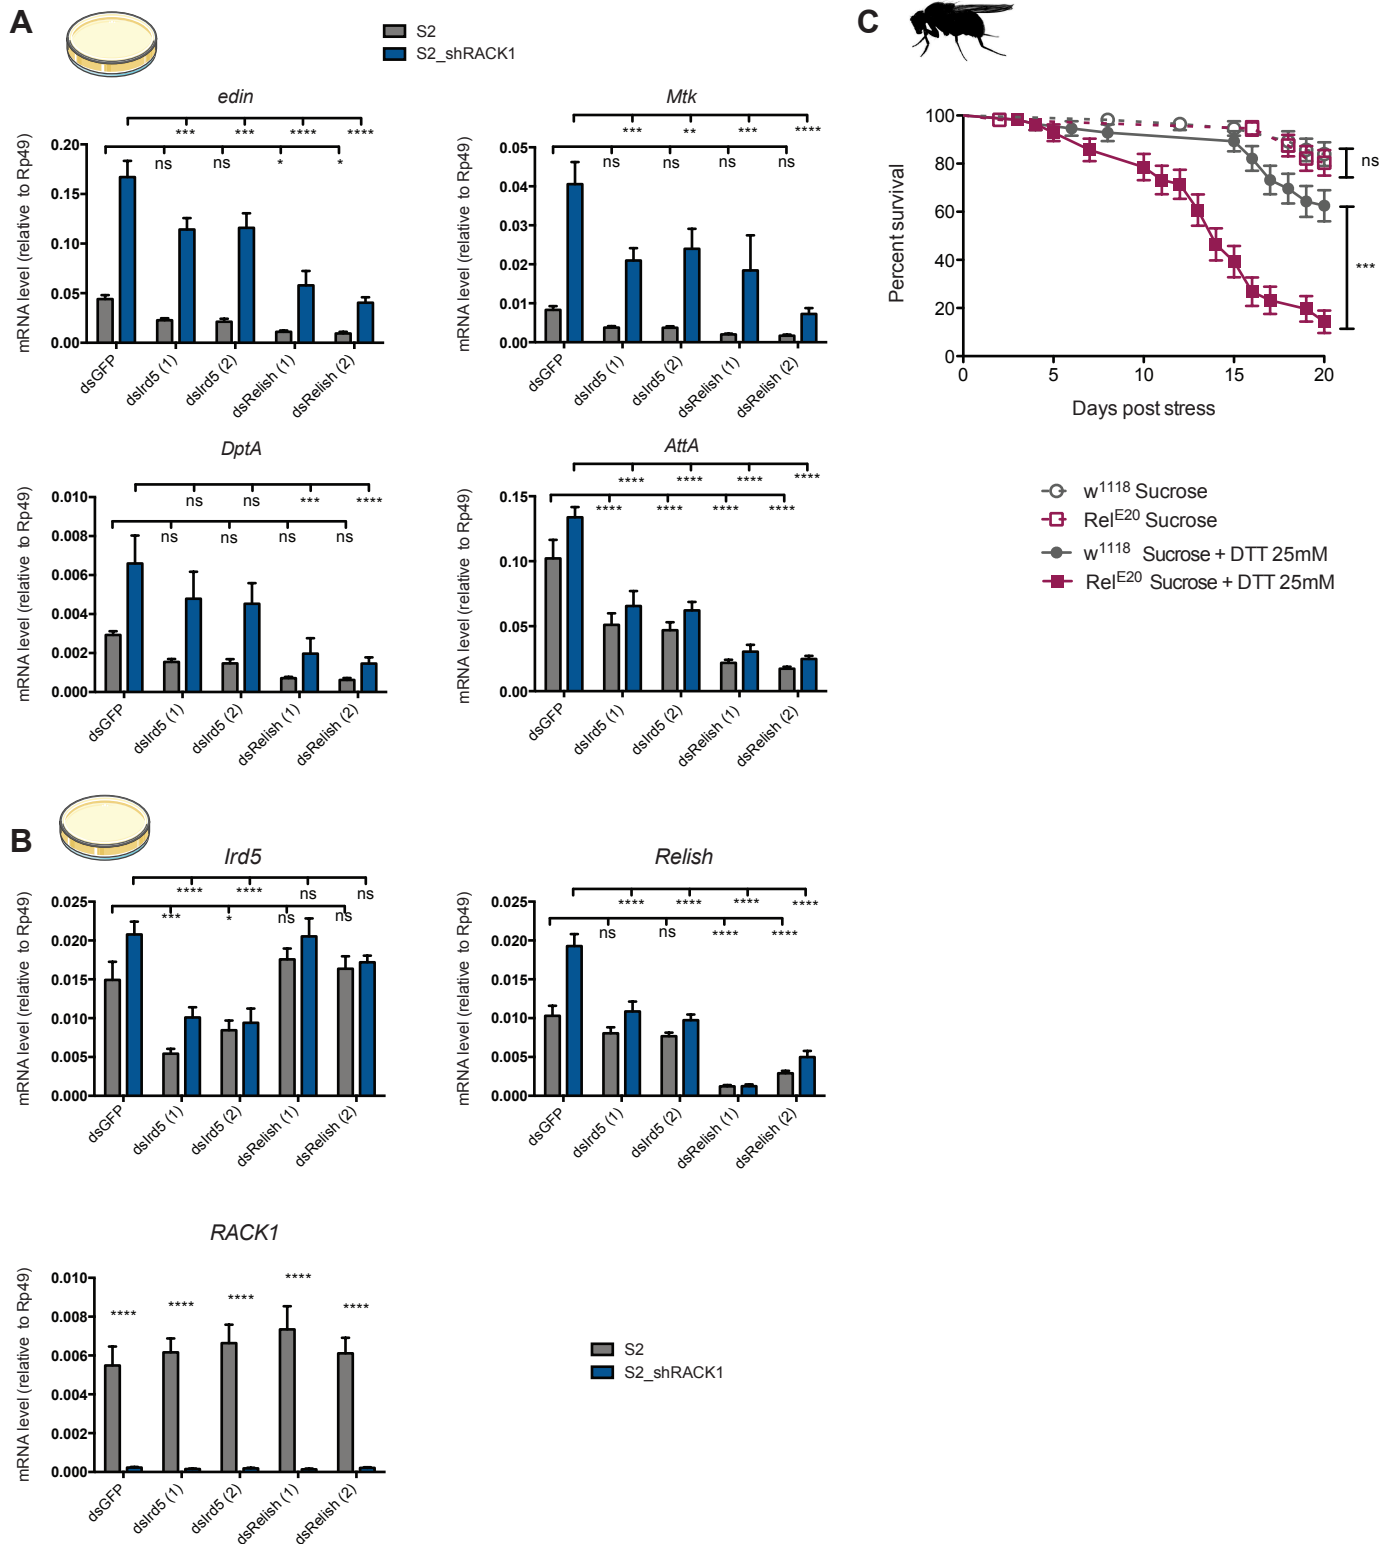 A
S2
S2_shRACK1
C
edin
*** *** **** ****
ns ns * *
mRNA level (relative to Rp49)
0.20
0.15
0.10
0.05
0.00
dsGFP
dsIrd5 (1)
dsIrd5 (2)
dsRelish (1)
dsRelish (2)
Mtk
*** ** *** ****
ns ns ns ns
mRNA level (relative to Rp49)
0.05
0.04
0.03
0.02
0.01
0.00
dsGFP
dsIrd5 (1)
dsIrd5 (2)
dsRelish (1)
dsRelish (2)
Percent survival
100
80
60
40
20
0
0 5 10 15 20
Days post stress
ns
***
w1118 Sucrose
RelE20 Sucrose
w1118 Sucrose + DTT 25mM
RelE20 Sucrose + DTT 25mM
DptA
ns ns *** ****
ns ns ns ns
mRNA level (relative to Rp49)
0.010
0.008
0.006
0.004
0.002
0.000
dsGFP
dsIrd5 (1)
dsIrd5 (2)
dsRelish (1)
dsRelish (2)
AttA
**** **** **** ****
**** **** **** ****
mRNA level (relative to Rp49)
0.15
0.10
0.05
0.00
dsGFP
dsIrd5 (1)
dsIrd5 (2)
dsRelish (1)
dsRelish (2)
B
Ird5
**** **** ns ns
*** * ns ns
mRNA level (relative to Rp49)
0.025
0.020
0.015
0.010
0.005
0.000
dsGFP
dsIrd5 (1)
dsIrd5 (2)
dsRelish (1)
dsRelish (2)
Relish
**** **** **** ****
ns ns **** ****
mRNA level (relative to Rp49)
0.025
0.020
0.015
0.010
0.005
0.000
dsGFP
dsIrd5 (1)
dsIrd5 (2)
dsRelish (1)
dsRelish (2)
RACK1
**** **** **** **** ****
mRNA level (relative to Rp49)
0.010
0.008
0.006
0.004
0.002
0.000
dsGFP
dsIrd5 (1)
dsIrd5 (2)
dsRelish (1)
dsRelish (2)
S2
S2_shRACK1